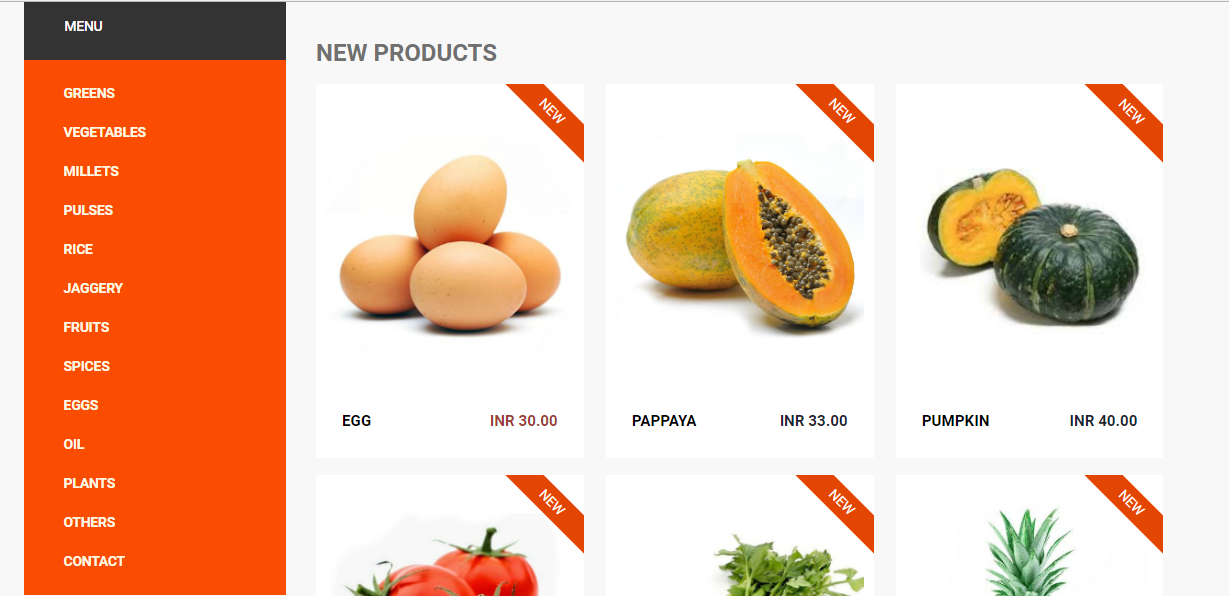 MENU
GREENS
VEGETABLES
MILLETS
PULSES
RICE
JAGGERY
FRUITS
SPICES
EGGS
OIL
PLANTS
OTHERS
CONTACT
NEW PRODUCTS
NEW
NEW
NEW
EGG INR 30.00
PAPPAYA INR 33.00
PUMPKIN INR 40.00
NEW
NEW
NEW